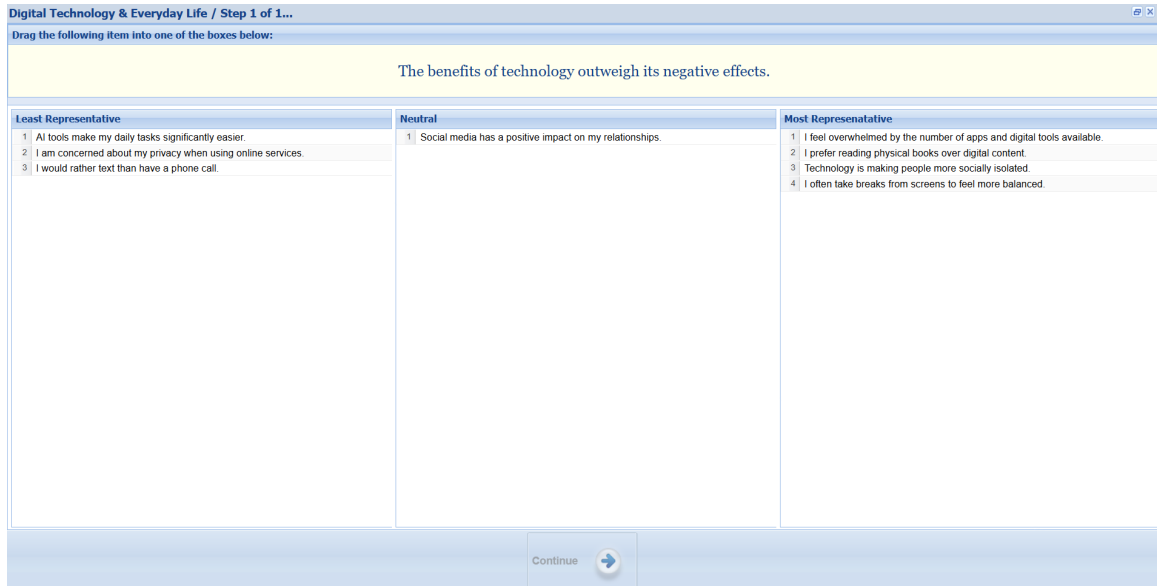 Digital Technology & Everyday Life / Step 1 of 1...
Drag the following item into one of the boxes below:
The benefits of technology outweigh its negative effects.
Least Representative
1 AI tools make my daily tasks significantly easier.
2 I am concerned about my privacy when using online services.
3 I would rather text than have a phone call.
Neutral
1 Social media has a positive impact on my relationships.
Most Represenatative
1 I feel overwhelmed by the number of apps and digital tools available.
2 I prefer reading physical books over digital content.
3 Technology is making people more socially isolated.
4 I often take breaks from screens to feel more balanced.
Continue